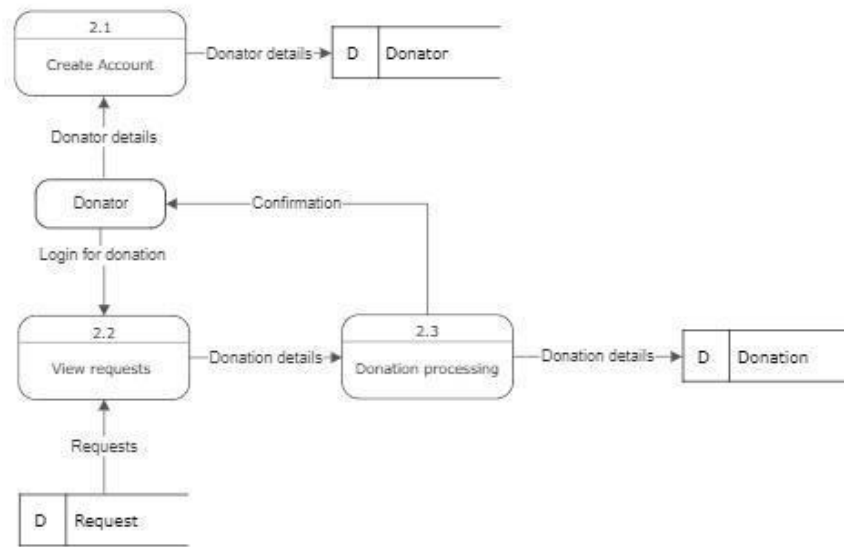 2.1
Create Account
Donator details
D Donator
Donator details
Donator
Confirmation
Login for donation
2.2
View requests
Donation details
2.3
Donation processing
Donation details
D Donation
Requests
D Request